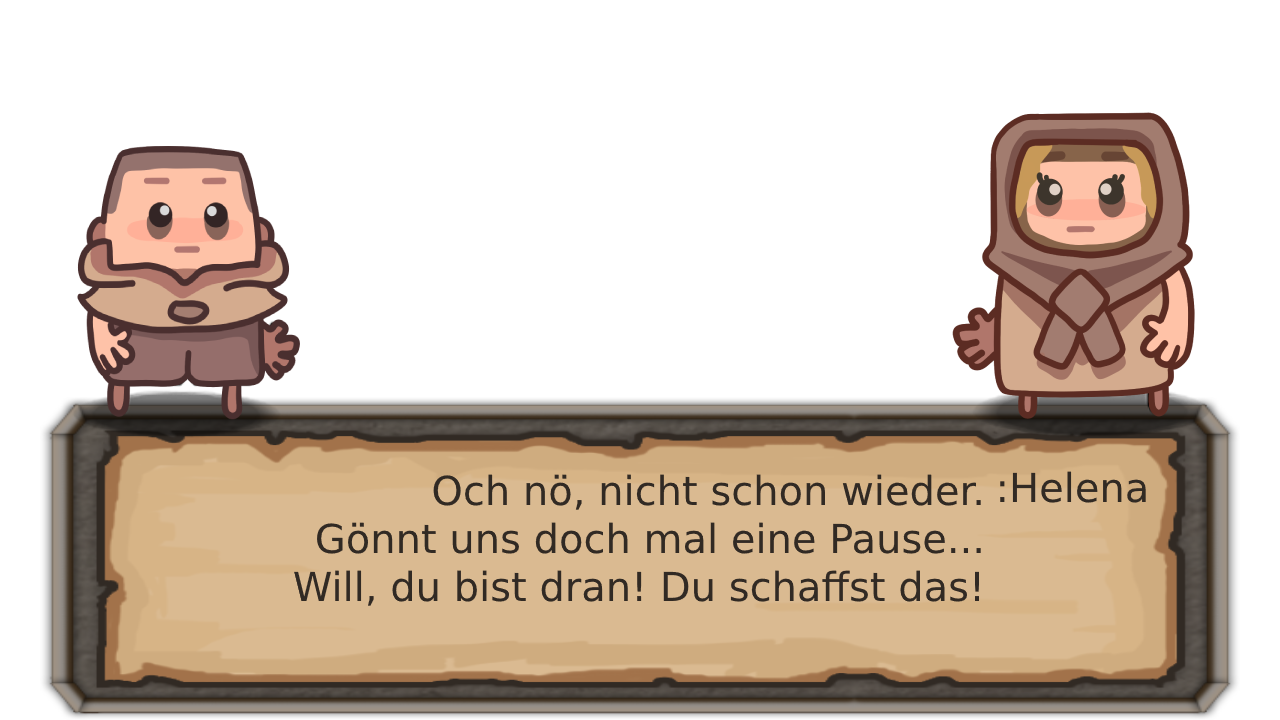 Och nö, nicht schon wieder. :Helena
Gönnt uns doch mal eine Pause...
Will, du bist dran! Du schaffst das!